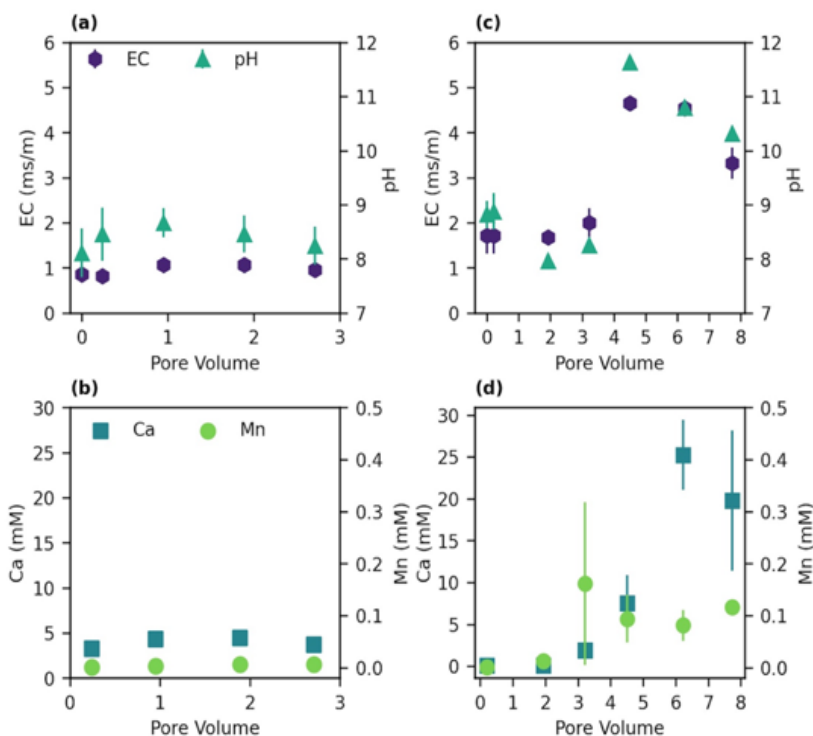 (a)
6
5
4
3
2
1
0
EC (ms/m)
EC
pH
12
11
10
9
8
7
pH
0 1 2 3
Pore Volume
(c)
6
5
4
3
2
1
0
EC (ms/m)
12
11
10
9
8
7
pH
0 1 2 3 4 5 6 7 8
Pore Volume
(b)
30
25
20
15
10
5
0
Ca (mM)
Ca
Mn
0.5
0.4
0.3
0.2
0.1
0.0
Mn (mM)
0 1 2 3
Pore Volume
(d)
30
25
20
15
10
5
0
Ca (mM)
0.5
0.4
0.3
0.2
0.1
0.0
Mn (mM)
0 1 2 3 4 5 6 7 8
Pore Volume